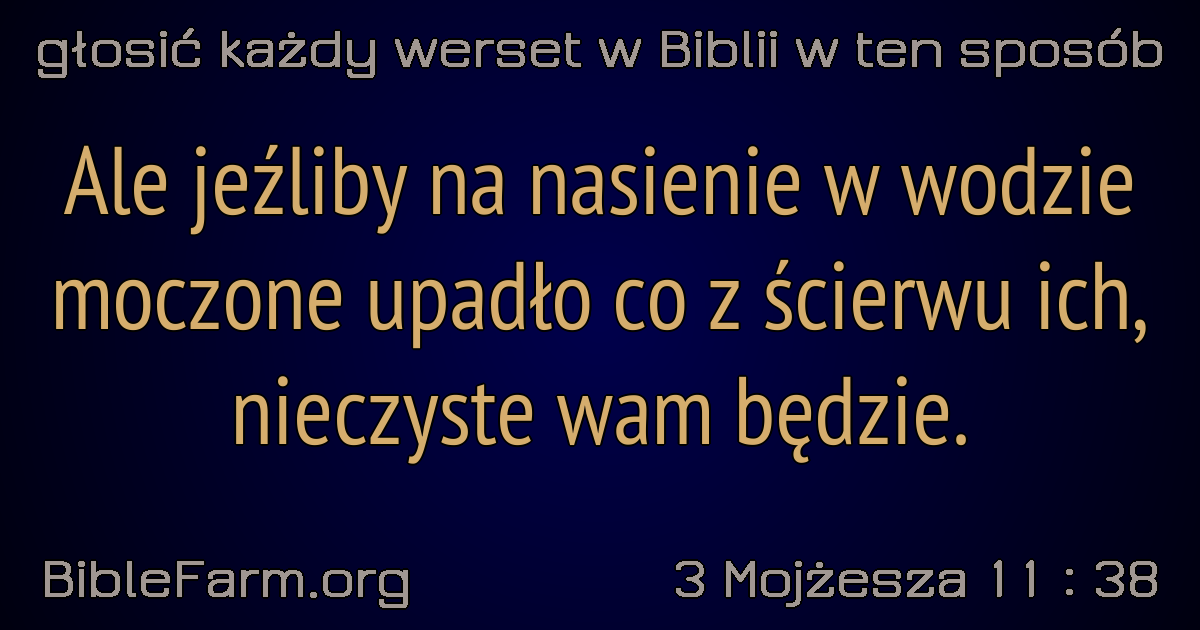 głosić każdy werset w Biblii w ten sposób
Ale jeźliby na nasienie w wodzie
moczone upadło co z ścierwu ich,
nieczyste wam będzie.
BibleFarm.org
3 Mojżesza 11 : 38